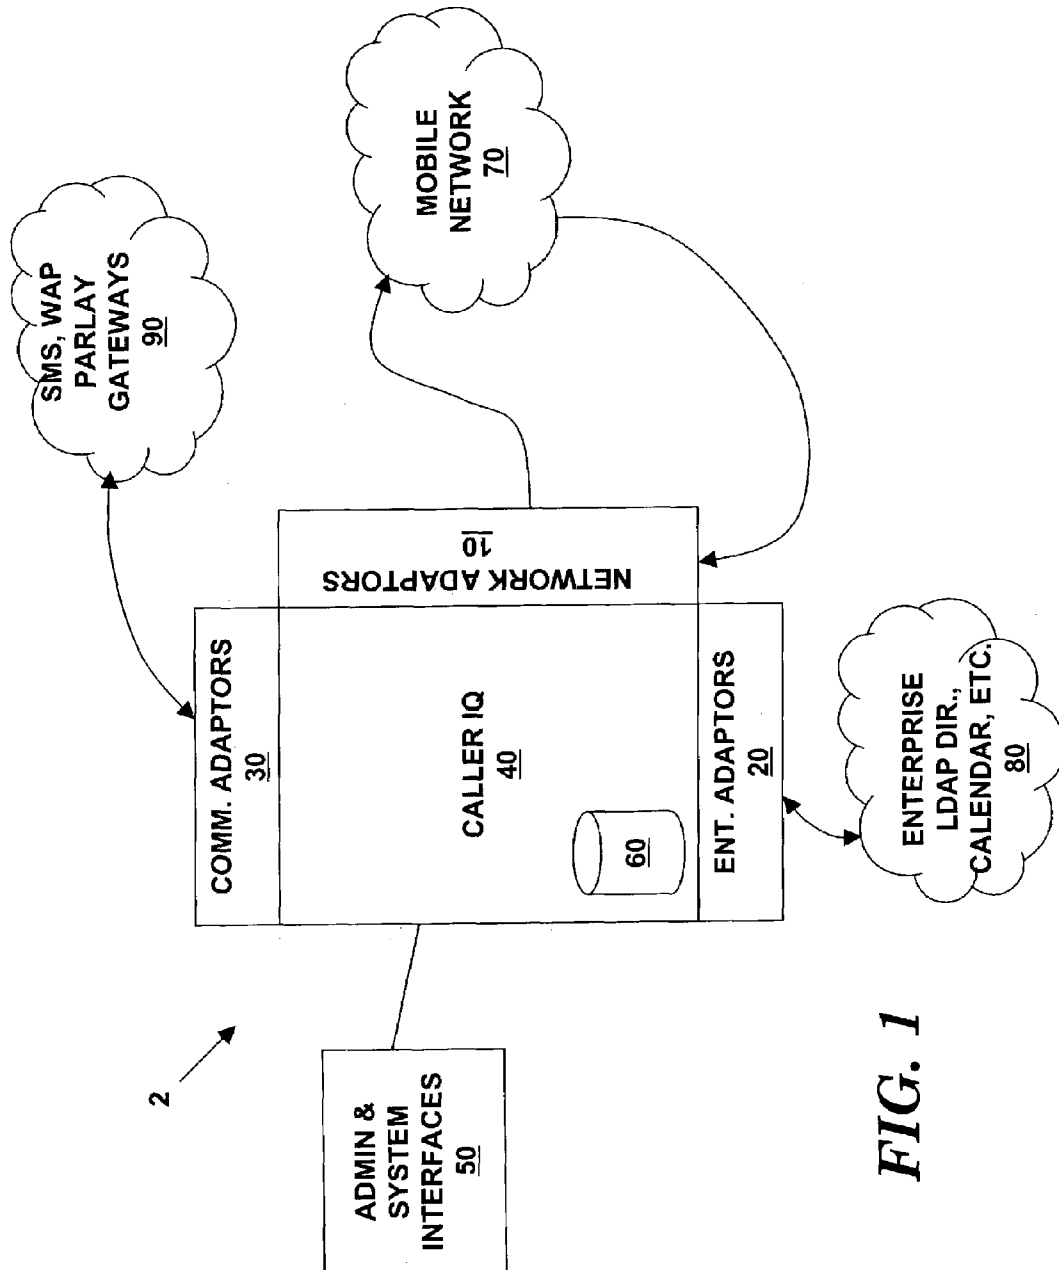 SMS, WAP
PARLAY
GATEWAYS
90
MOBILE
NETWORK
70
COMM. ADAPTORS
30
CALLER IQ
40
60
NETWORK ADAPTORS
10
ENT. ADAPTORS
20
ENTERPRISE
LDAP DIR.,
CALENDAR, ETC.
80
2
ADMIN &
SYSTEM
INTERFACES
50
FIG. 1